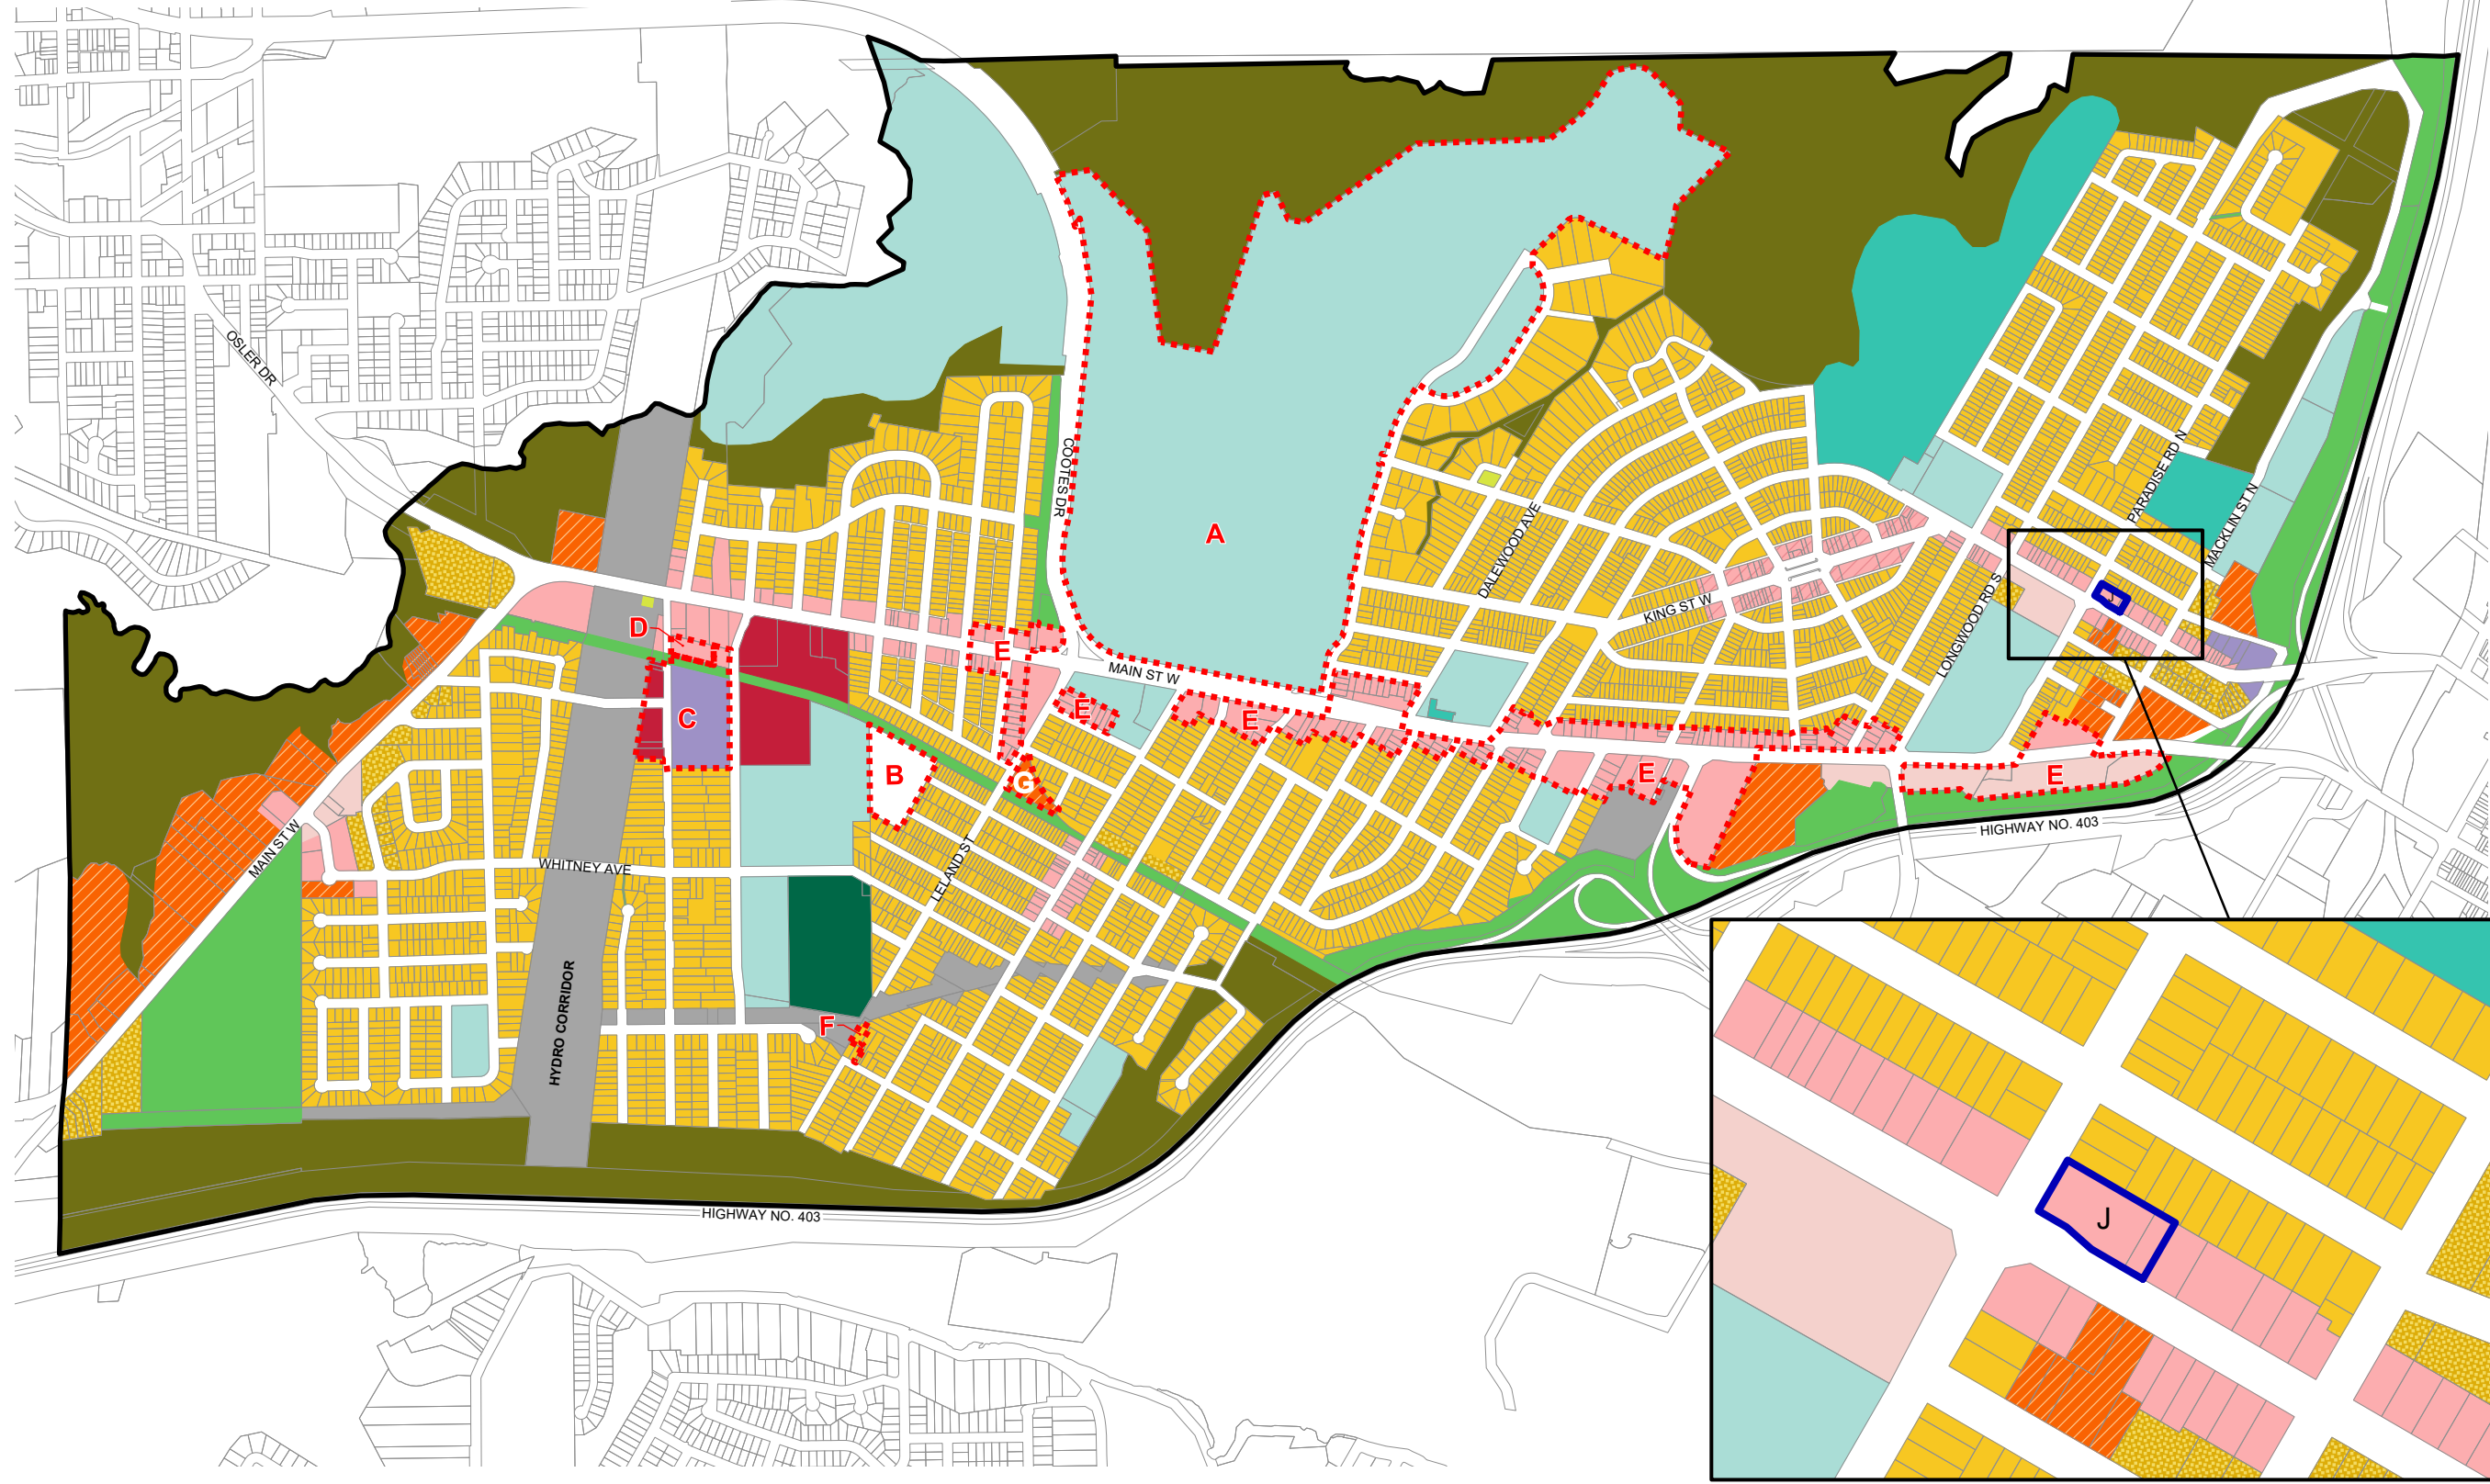 OSLER DR
COOTES DR
A
PARADISE RD N
MACKLIN ST N
DALEWOOD AVE
KING ST W
LONGWOOD RD S
J
D
E
MAIN ST W
C
E
E
B
G
E
E
HIGHWAY NO. 403
MAIN ST W
WHITNEY AVE
LELAND ST
HYDRO CORRIDOR
F
HIGHWAY NO. 403
J